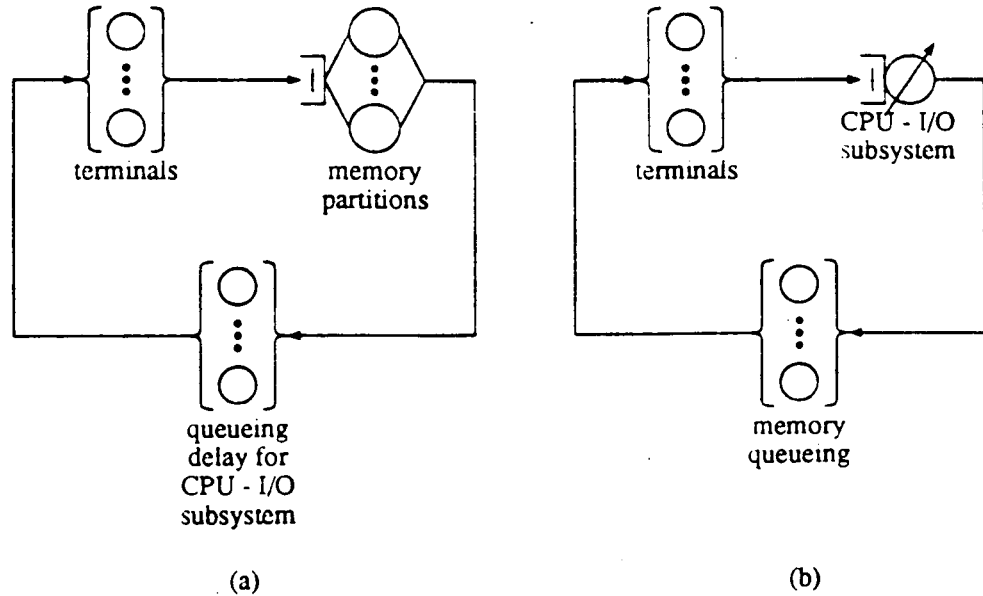 terminals
memory
partitions
queueing
delay for
CPU - I/O
subsystem
(a)
terminals
CPU - I/O
subsystem
memory
queueing
(b)